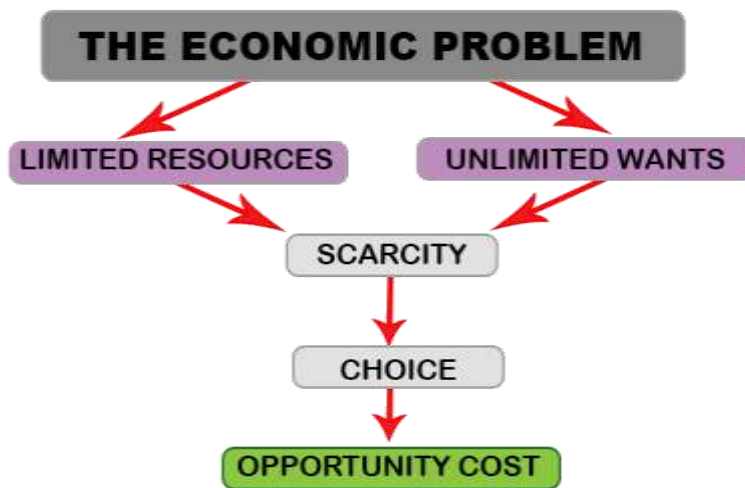 THE ECONOMIC PROBLEM
LIMITED RESOURCES
UNLIMITED WANTS
SCARCITY
CHOICE
OPPORTUNITY COST